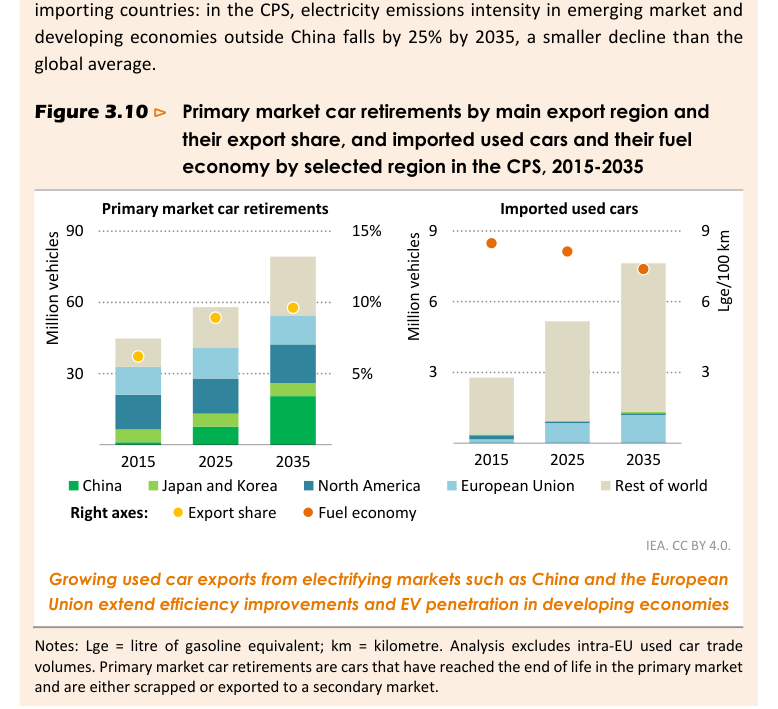 importing countries: in the CPS, electricity emissions intensity in emerging market and
developing economies outside China falls by 25% by 2035, a smaller decline than the
global average.
Figure 3.10 ▷ Primary market car retirements by main export region and
their export share, and imported used cars and their fuel
economy by selected region in the CPS, 2015-2035
Primary market car retirements
Million vehicles
90
60
30
15%
10%
5%
2015 2025 2035
Imported used cars
Million vehicles
9
6
3
9
6
3
Lge/100 km
2015 2025 2035
China Japan and Korea North America European Union Rest of world
Right axes: Export share Fuel economy
IEA. CC BY 4.0.
Growing used car exports from electrifying markets such as China and the European
Union extend efficiency improvements and EV penetration in developing economies
Notes: Lge = litre of gasoline equivalent; km = kilometre. Analysis excludes intra-EU used car trade
volumes. Primary market car retirements are cars that have reached the end of life in the primary market
and are either scrapped or exported to a secondary market.